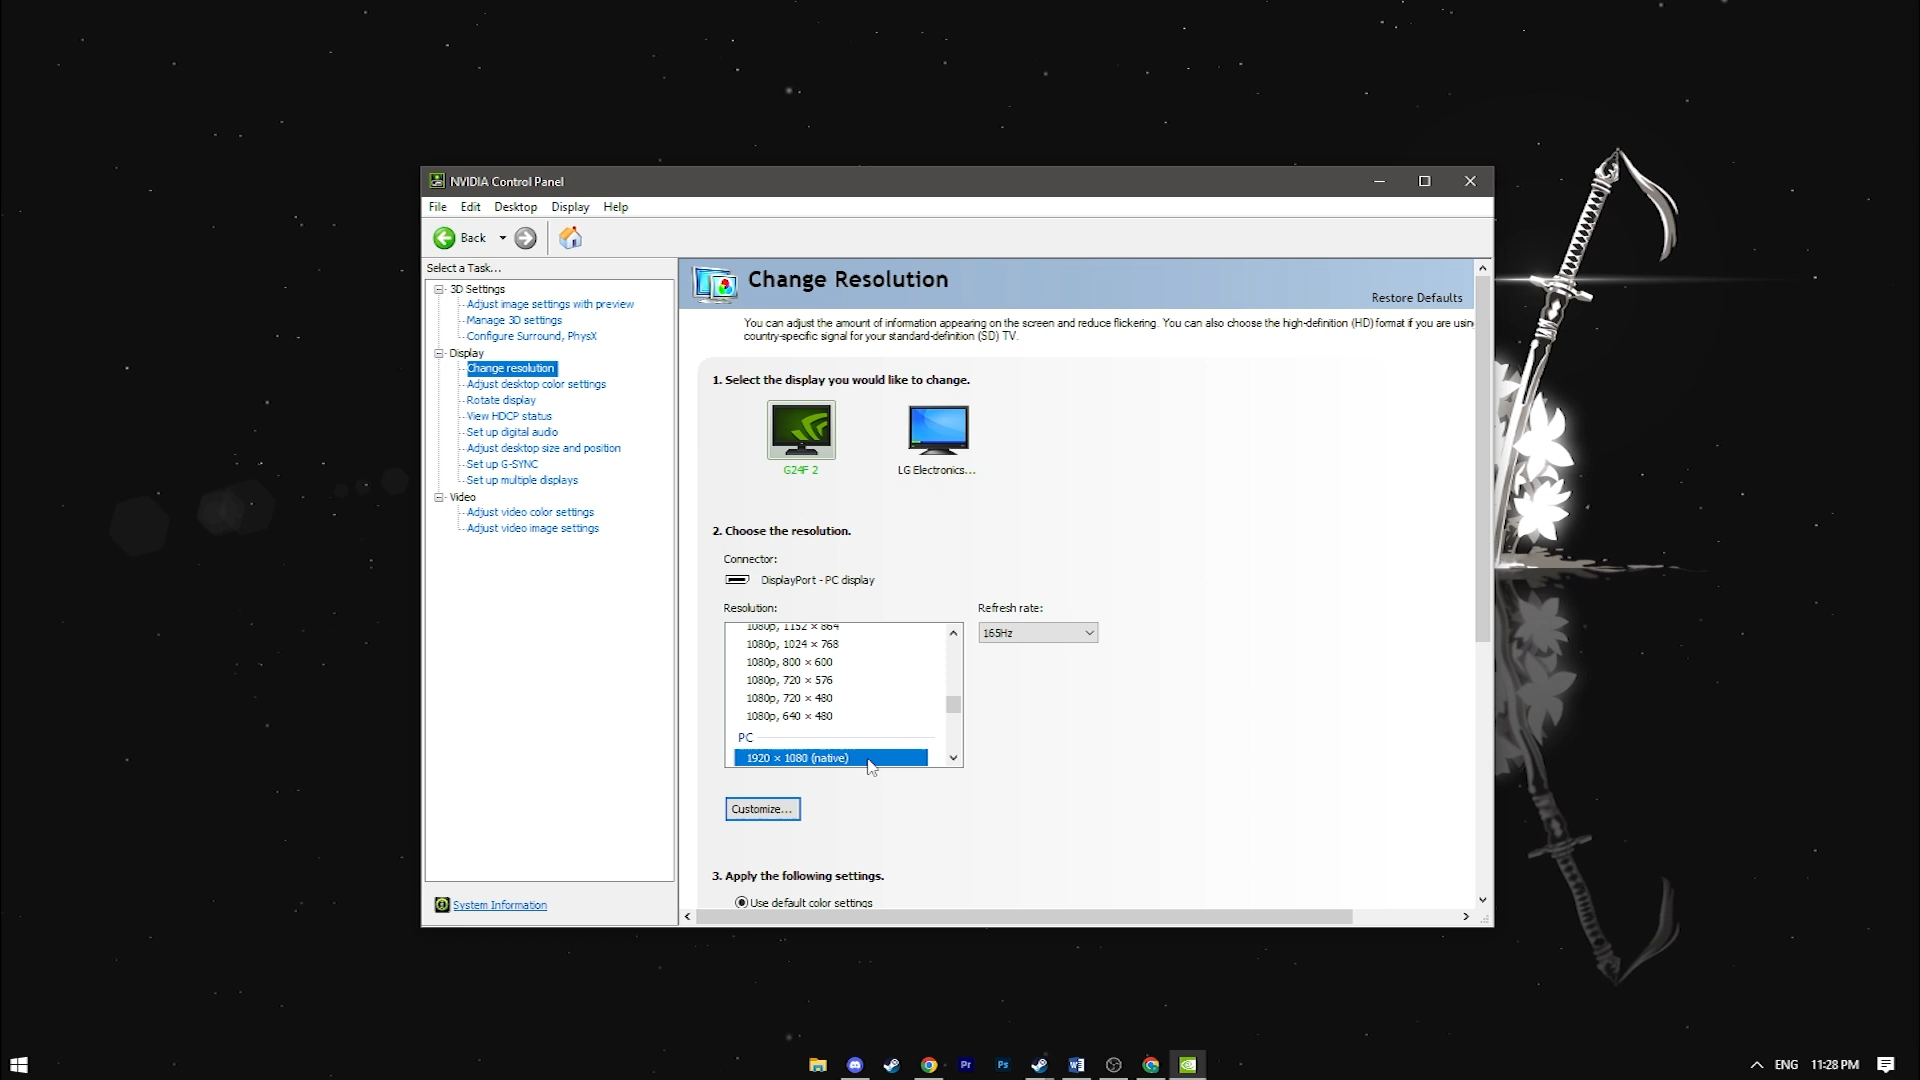 NVIDIA Control Panel
File Edit Desktop Display Help
Back
Select a Task...
3D Settings
Adjust image settings with preview
Manage 3D settings
Configure Surround, PhysX
Display
Change resolution
Adjust desktop color settings
Rotate display
View HDCP status
Set up digital audio
Adjust desktop size and position
Set up G-SYNC
Set up multiple displays
Video
Adjust video color settings
Adjust video image settings
System Information
Change Resolution
Restore Defaults
You can adjust the amount of information appearing on the screen and reduce flickering. You can also choose the high-definition (HD) format if you are usin
country-specific signal for your standard-definition (SD) TV.
1. Select the display you would like to change.
G24F 2
LG Electronics...
2. Choose the resolution.
Connector:
DisplayPort - PC display
Resolution:
Refresh rate:
1080p, 1152 × 864
165Hz
1080p, 1024 × 768
1080p, 800 × 600
1080p, 720 × 576
1080p, 720 × 480
1080p, 640 × 480
PC
1920 × 1080 (native)
Customize...
3. Apply the following settings.
Use default color settings
Pr
Ps
ENG 11:28 PM